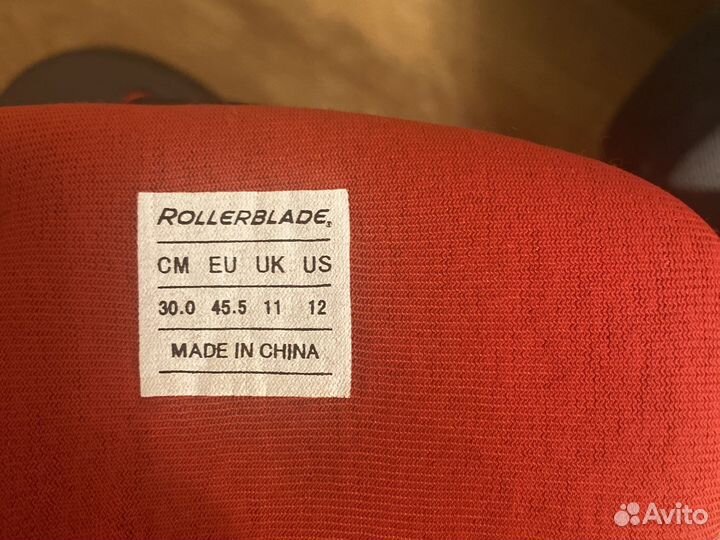 ROLLERBLADE®
CM EU UK US
30.0 45.5 11 12
MADE IN CHINA
Avito